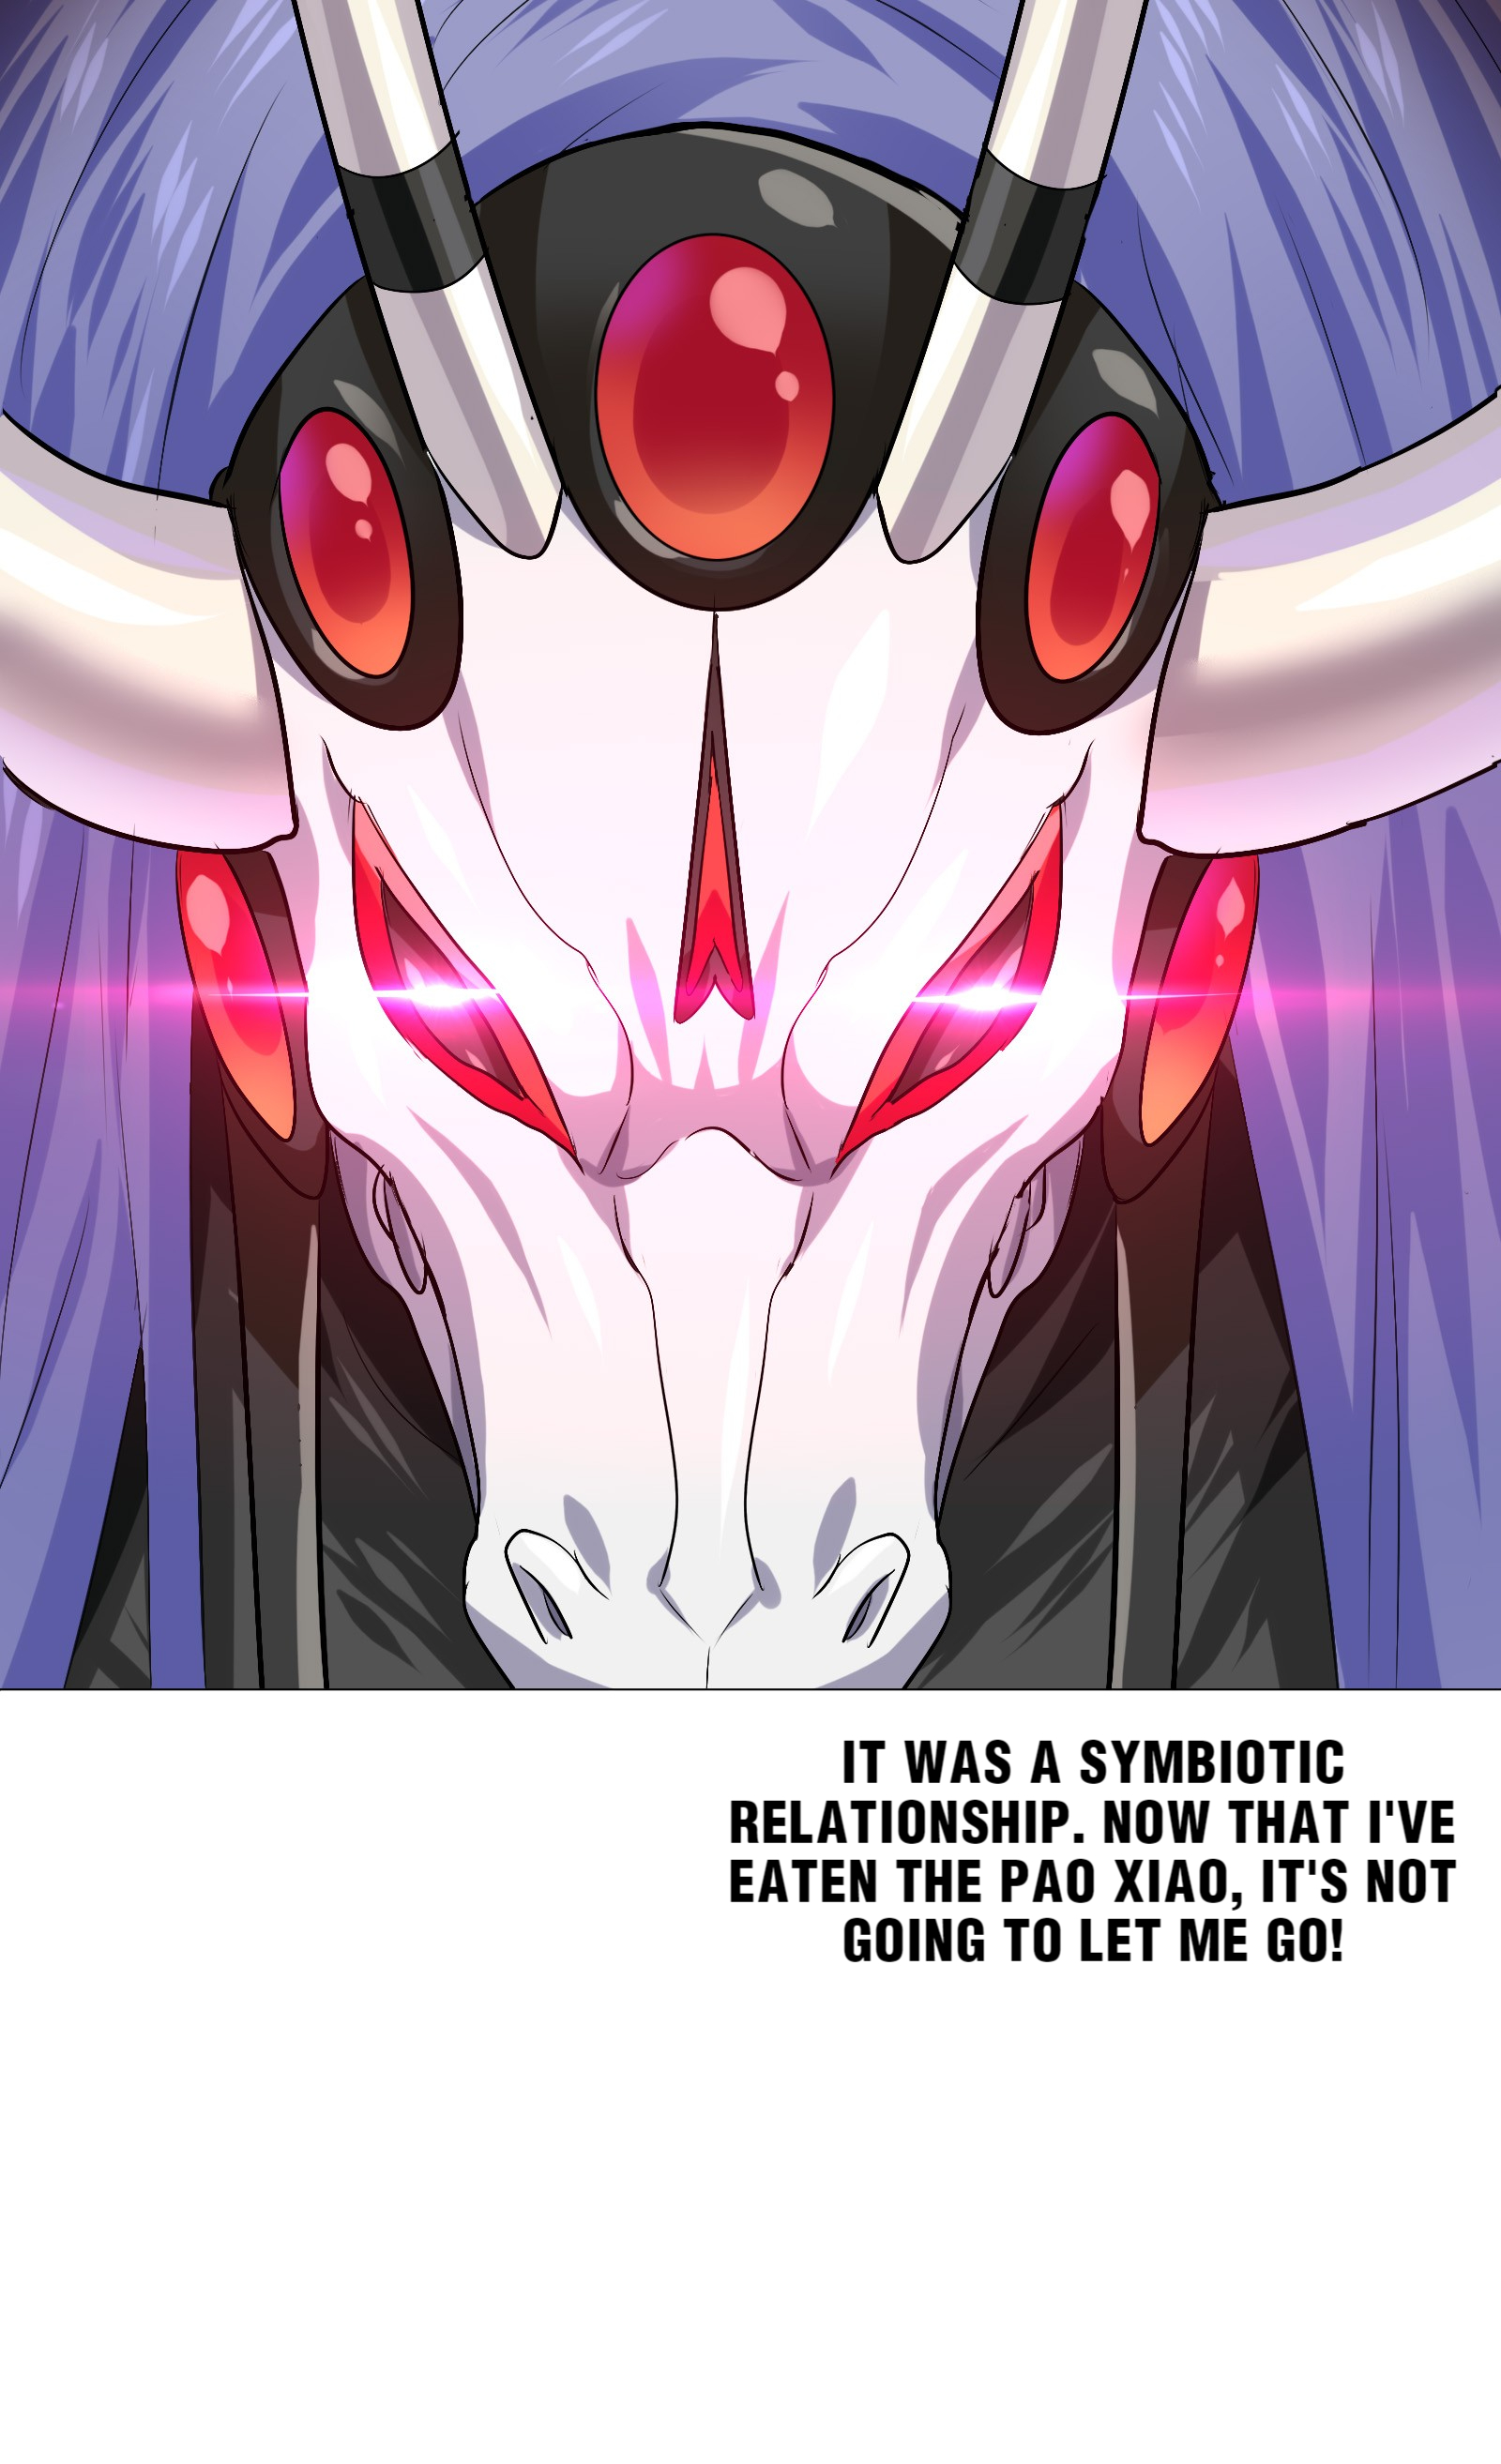 IT WAS A SYMBIOTIC
RELATIONSHIP. NOW THAT I'VE
EATEN THE PAO XIAO, IT'S NOT
GOING TO LET ME GO!